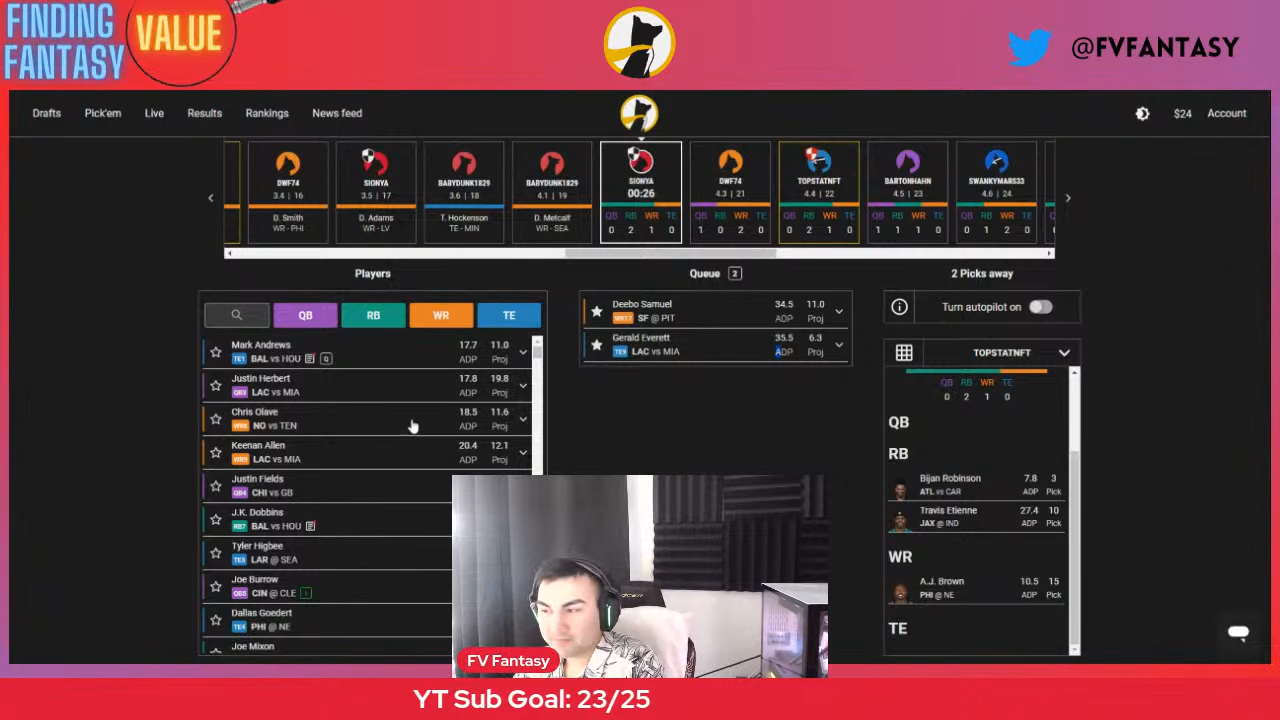 FINDING
FANTASY
VALUE
@FVFANTASY
Drafts
Pick'em
Live
Results
Rankings
News feed
$24
Account
DWF74
3.4 | 16
D. Smith
WR - PHI
SIONYA
3.5 | 17
D. Adams
WR - LV
BABYDUNK1829
3.6 | 18
T. Hockenson
TE - MIN
BABYDUNK1829
4.1 | 19
D. Metcalf
WR - SEA
SIONYA
00:26
QB RB WR TE
0 2 1 0
DWF74
4.3 | 21
QB RB WR TE
1 0 2 0
TOPSTATNFT
4.4 | 22
QB RB WR TE
0 2 1 0
BARTONHAHN
4.5 | 23
QB RB WR TE
1 1 1 0
SWANKYMARS33
4.6 | 24
QB RB WR TE
0 1 2 0
Players
QB
RB
WR
TE
Mark Andrews 17.7 11.0
TE1 BAL vs HOU Q ADP Proj
Justin Herbert 17.8 19.8
QB3 LAC vs MIA ADP Proj
Chris Olave 18.5 11.6
WR8 NO vs TEN ADP Proj
Keenan Allen 20.4 12.1
WR9 LAC vs MIA ADP Proj
Justin Fields
QB4 CHI vs GB
J.K. Dobbins
RB7 BAL vs HOU
Tyler Higbee
TE3 LAR @ SEA
Joe Burrow
QB5 CIN @ CLE
Dallas Goedert
TE4 PHI @ NE
Joe Mixon
Queue 2
Deebo Samuel 34.5 11.0
WR17 SF @ PIT ADP Proj
Gerald Everett 35.5 6.3
TE9 LAC vs MIA ADP Proj
2 Picks away
Turn autopilot on
TOPSTATNFT
QB RB WR TE
0 2 1 0
QB
RB
Bijan Robinson 7.8 3
ATL vs CAR ADP Pick
Travis Etienne 27.4 10
JAX @ IND ADP Pick
WR
A.J. Brown 10.5 15
PHI @ NE ADP Pick
TE
FV Fantasy
YT Sub Goal: 23/25